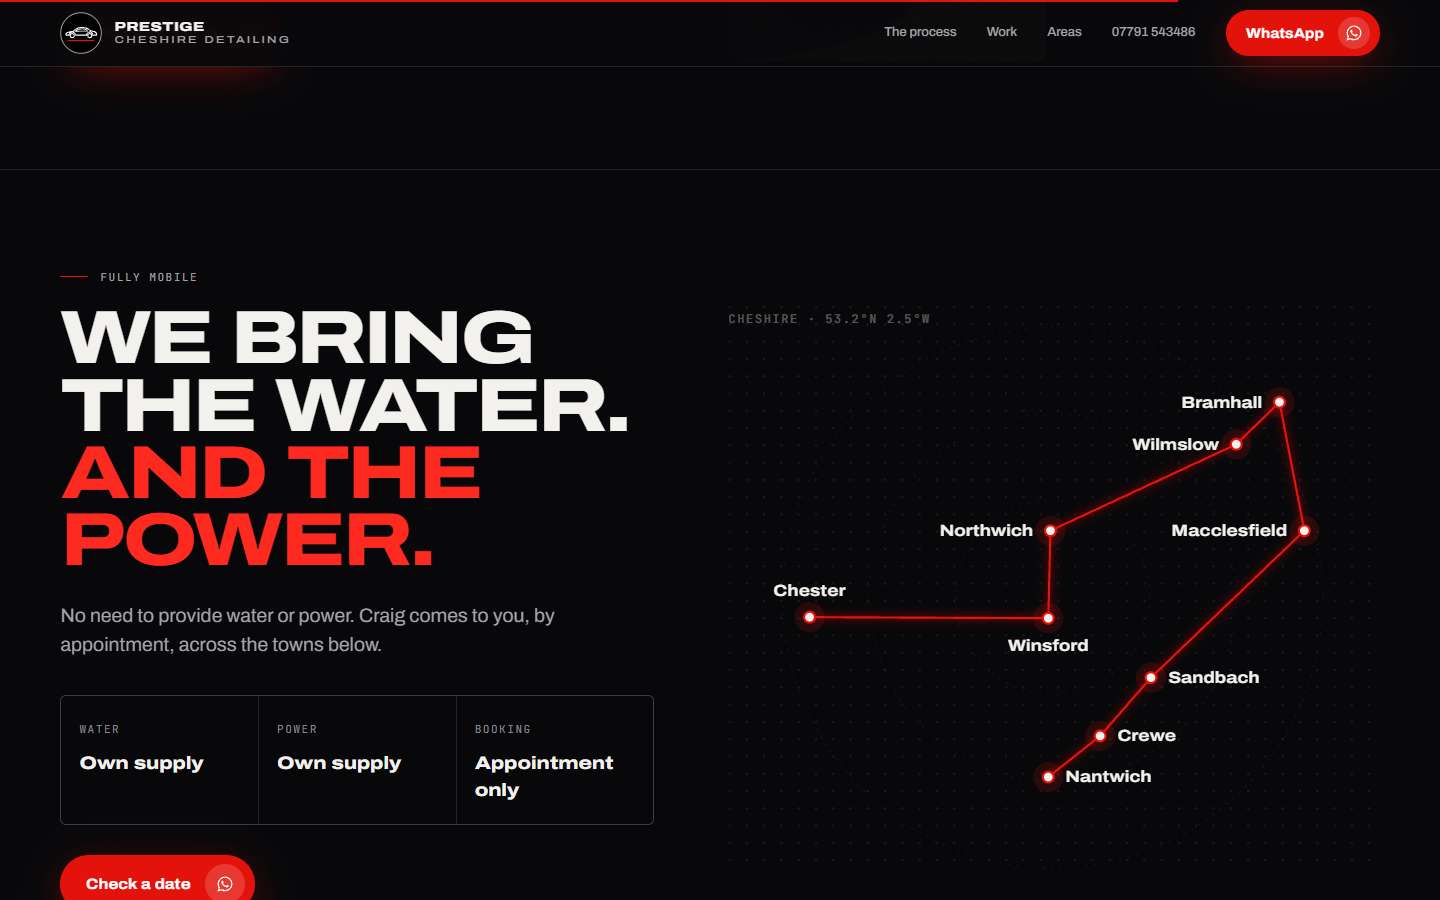 PRESTIGE
CHESHIRE DETAILING
The process
Work
Areas
07791 543486
WhatsApp
FULLY MOBILE
WE BRING
THE WATER.
AND THE
POWER.
No need to provide water or power. Craig comes to you, by
appointment, across the towns below.
WATER
Own supply
POWER
Own supply
BOOKING
Appointment
only
Check a date
CHESHIRE · 53.2°N 2.5°W
Bramhall
Wilmslow
Northwich
Macclesfield
Chester
Winsford
Sandbach
Crewe
Nantwich